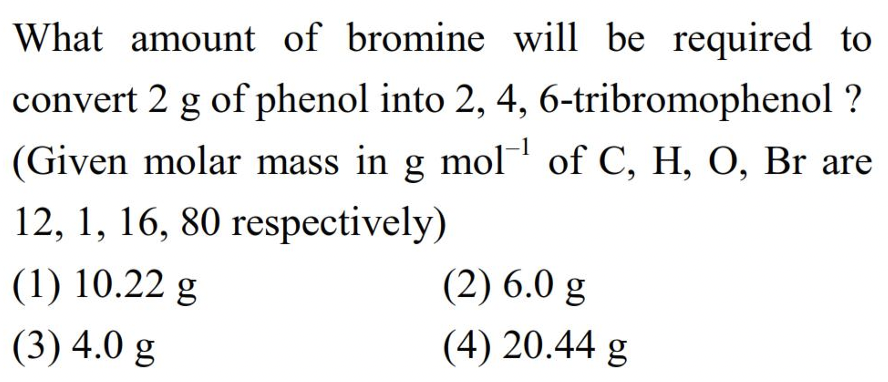 What amount of bromine will be required to
convert 2 g of phenol into 2, 4, 6-tribromophenol ?
(Given molar mass in g mol⁻¹ of C, H, O, Br are
12, 1, 16, 80 respectively)
(1) 10.22 g (2) 6.0 g
(3) 4.0 g (4) 20.44 g